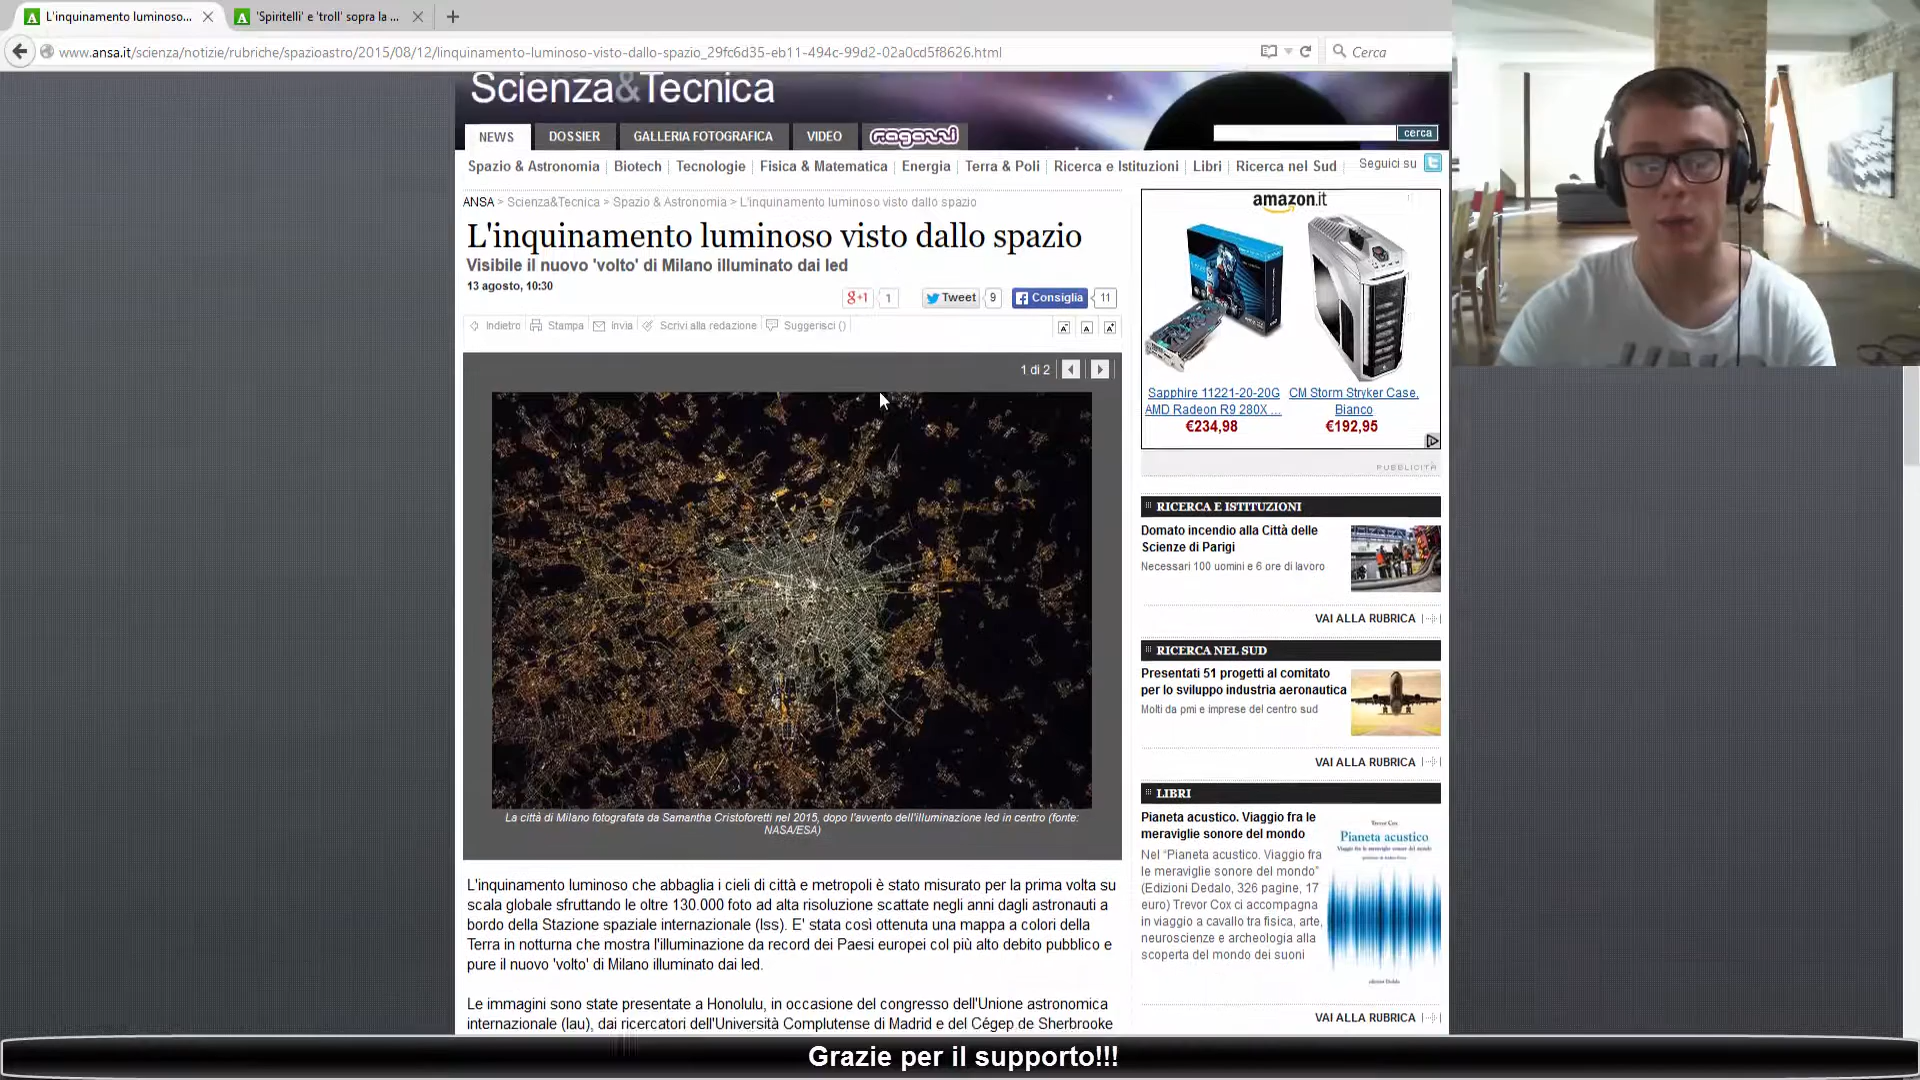 L'inquinamento luminoso...
'Spiritelli' e 'troll' sopra la ...
www.ansa.it/scienza/notizie/rubriche/spazioastro/2015/08/12/linquinamento-luminoso-visto-dallo-spazio_29fc6d35-eb11-494c-99d2-02a0cd5f8626.html
Cerca
Scienza&Tecnica
NEWS
DOSSIER
GALLERIA FOTOGRAFICA
VIDEO
ragazzi
cerca
Spazio & Astronomia
Biotech
Tecnologie
Fisica & Matematica
Energia
Terra & Poli
Ricerca e Istituzioni
Libri
Ricerca nel Sud
Seguici su
ANSA > Scienza&Tecnica > Spazio & Astronomia > L'inquinamento luminoso visto dallo spazio
L'inquinamento luminoso visto dallo spazio
Visibile il nuovo 'volto' di Milano illuminato dai led
13 agosto, 10:30
g+1
1
Tweet
9
Consiglia
11
Indietro
Stampa
Invia
Scrivi alla redazione
Suggerisci ()
1 di 2
La città di Milano fotografata da Samantha Cristoforetti nel 2015, dopo l'avvento dell'illuminazione led in centro (fonte:
NASA/ESA)
L'inquinamento luminoso che abbaglia i cieli di città e metropoli è stato misurato per la prima volta su
scala globale sfruttando le oltre 130.000 foto ad alta risoluzione scattate negli anni dagli astronauti a
bordo della Stazione spaziale internazionale (Iss). E' stata così ottenuta una mappa a colori della
Terra in notturna che mostra l'illuminazione da record dei Paesi europei col più alto debito pubblico e
pure il nuovo 'volto' di Milano illuminato dai led.
Le immagini sono state presentate a Honolulu, in occasione del congresso dell'Unione astronomica
internazionale (Iau), dai ricercatori dell'Università Complutense di Madrid e del Cégep de Sherbrooke
amazon.it
Sapphire 11221-20-20G
AMD Radeon R9 280X ...
€234,98
CM Storm Stryker Case,
Bianco
€192,95
PUBBLICITÀ
RICERCA E ISTITUZIONI
Domato incendio alla Città delle
Scienze di Parigi
Necessari 100 uomini e 6 ore di lavoro
VAI ALLA RUBRICA
RICERCA NEL SUD
Presentati 51 progetti al comitato
per lo sviluppo industria aeronautica
Molti da pmi e imprese del centro sud
VAI ALLA RUBRICA
LIBRI
Pianeta acustico. Viaggio fra le
meraviglie sonore del mondo
Nel "Pianeta acustico. Viaggio fra
le meraviglie sonore del mondo"
(Edizioni Dedalo, 326 pagine, 17
euro) Trevor Cox ci accompagna
in viaggio a cavallo tra fisica, arte,
neuroscienze e archeologia alla
scoperta del mondo dei suoni
Trevor Cox
Pianeta acustico
Viaggio fra le meraviglie sonore del mondo
edizioni Dedalo
VAI ALLA RUBRICA
Grazie per il supporto!!!